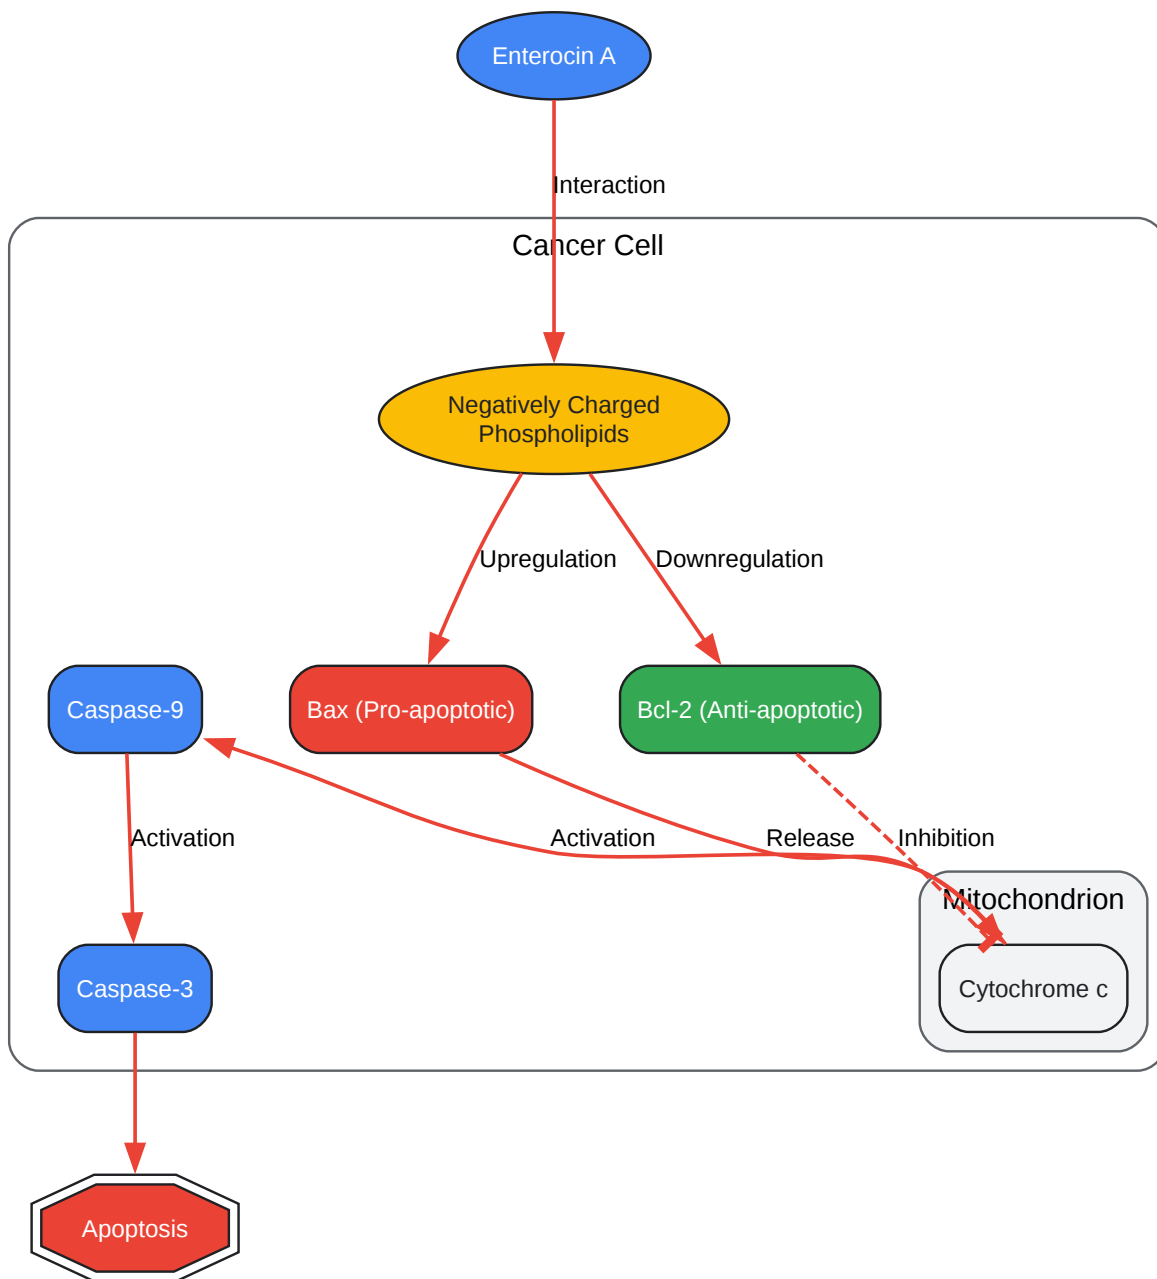 Enterocin A
Interaction
Cancer Cell
Negatively Charged
Phospholipids
Upregulation
Downregulation
Caspase-9
Bax (Pro-apoptotic)
Bcl-2 (Anti-apoptotic)
Activation
Activation
Release
Inhibition
Mitochondrion
Caspase-3
Cytochrome c
Apoptosis